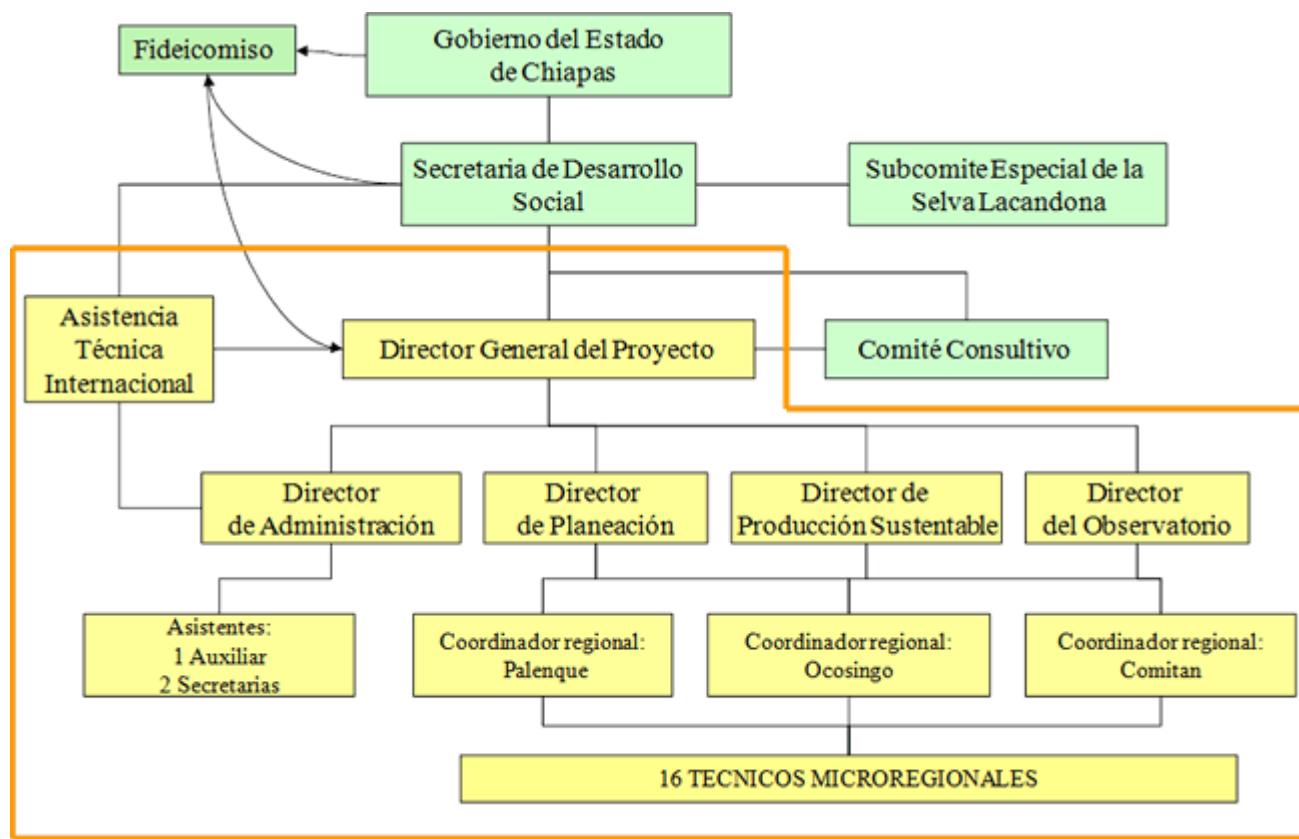 Fideicomiso
Gobierno del Estado
de Chiapas
Secretaria de Desarrollo
Social
Subcomite Especial de la
Selva Lacandona
Asistencia
Técnica
Internacional
Director General del Proyecto
Comité Consultivo
Director
de Administración
Director
de Planeación
Director de
Producción Sustentable
Director
del Observatorio
Asistentes:
1 Auxiliar
2 Secretarias
Coordinador regional:
Palenque
Coordinador regional:
Ocosingo
Coordinador regional:
Comitan
16 TECNICOS MICROREGIONALES